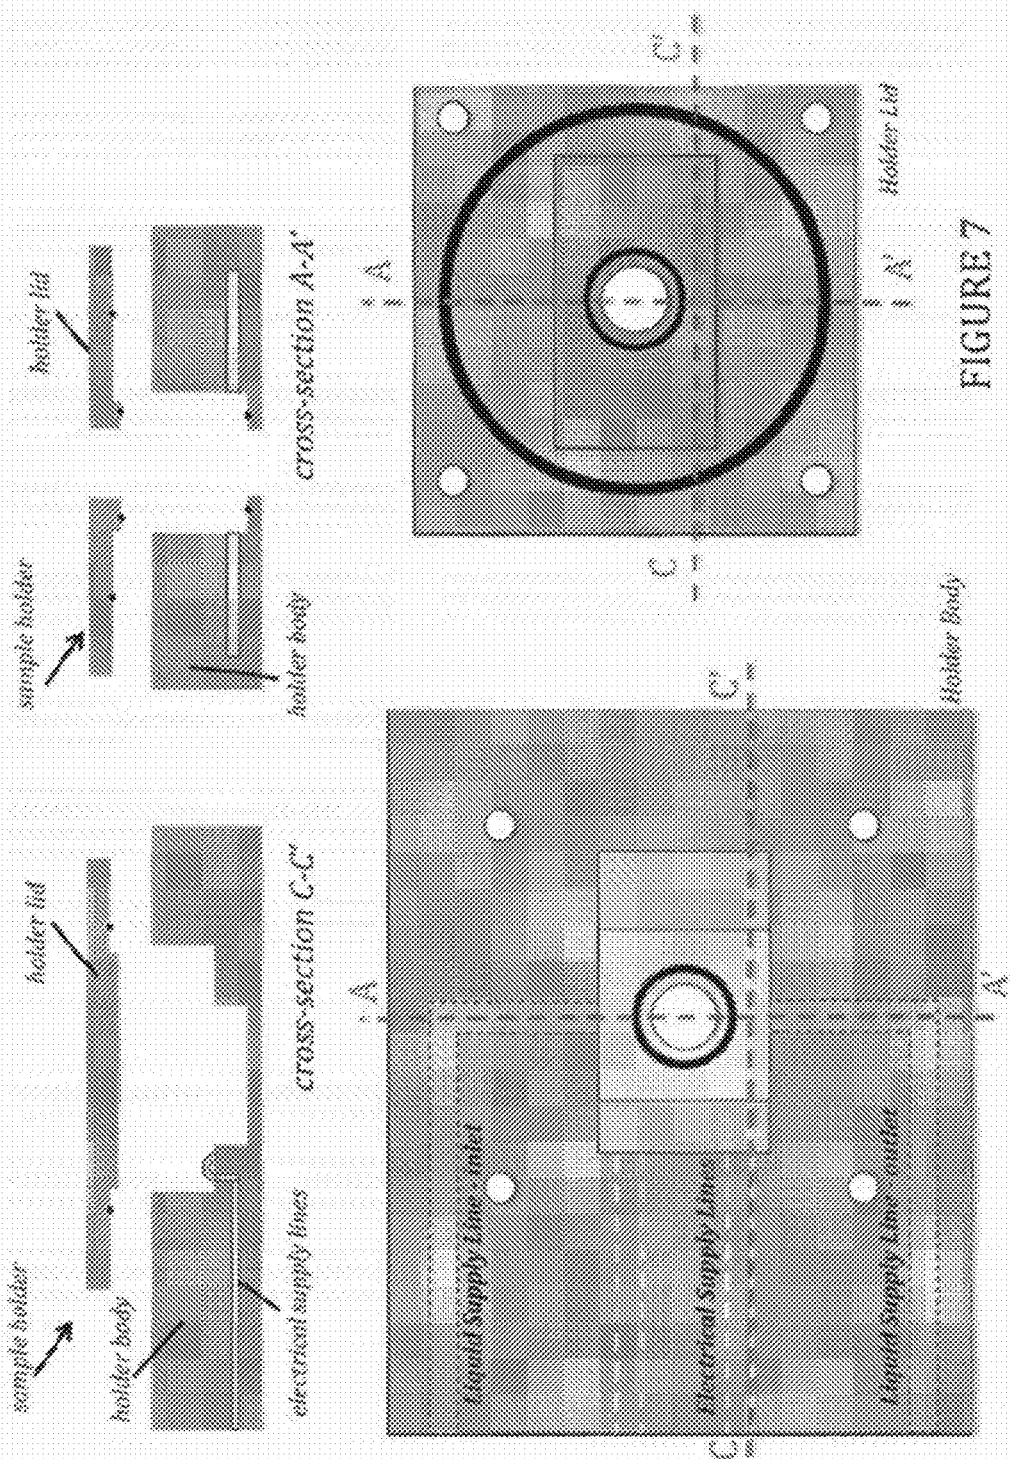 sample holder
holder lid
holder body
electrical supply lines
cross-section C-C'
sample holder
holder lid
holder body
cross-section A-A'
A
C
Liquid Supply Line - inlet
Electrical Supply Lines
Liquid Supply Line - outlet
C'
A'
Holder Body
A
C
C'
A'
Holder Lid
FIGURE 7